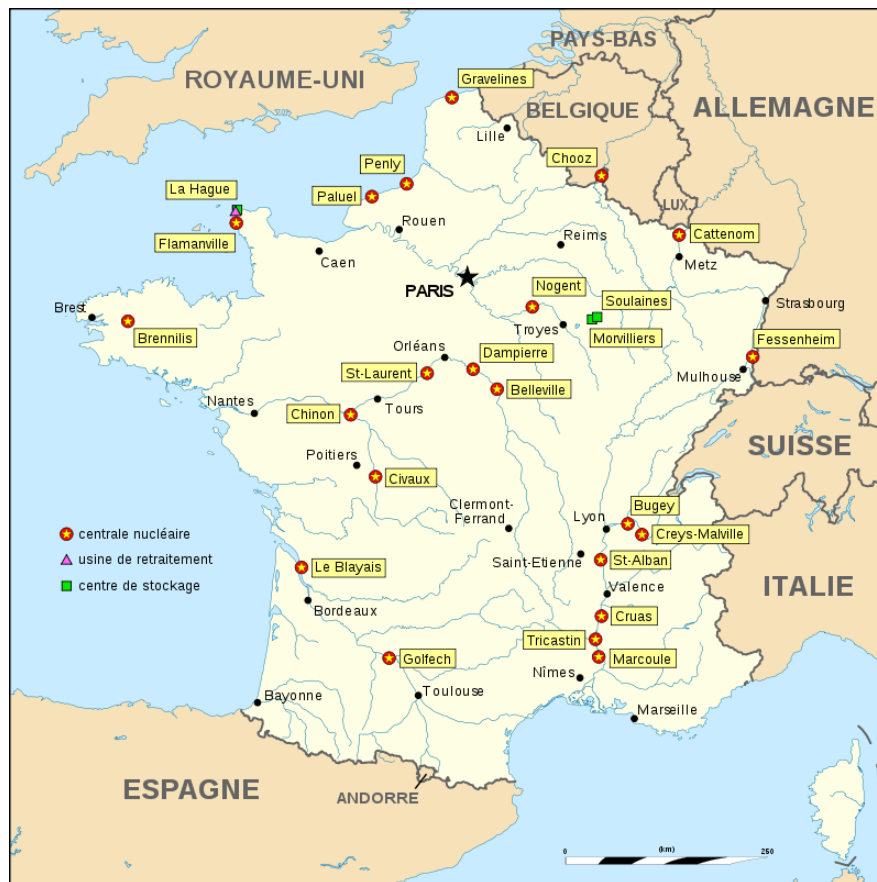 PAYS-BAS
ROYAUME-UNI
Gravelines
BELGIQUE
ALLEMAGNE
Lille
Chooz
Penly
La Hague
Paluel
LUX.
Rouen
Flamanville
Reims
Cattenom
Caen
Metz
PARIS
Nogent
Soulaines
Strasbourg
Brest
Troyes
Morvilliers
Brennilis
Orléans
Dampierre
Fessenheim
St-Laurent
Mulhouse
Belleville
Nantes
Tours
Chinon
SUISSE
Poitiers
Civaux
Clermont-
Ferrand
Bugey
Lyon
centrale nucléaire
Creys-Malville
usine de retraitement
Saint-Etienne
St-Alban
Le Blayais
centre de stockage
ITALIE
Valence
Bordeaux
Cruas
Tricastin
Golfech
Marcoule
Nîmes
Bayonne
Toulouse
Marseille
ESPAGNE
ANDORRE
0
(km)
250